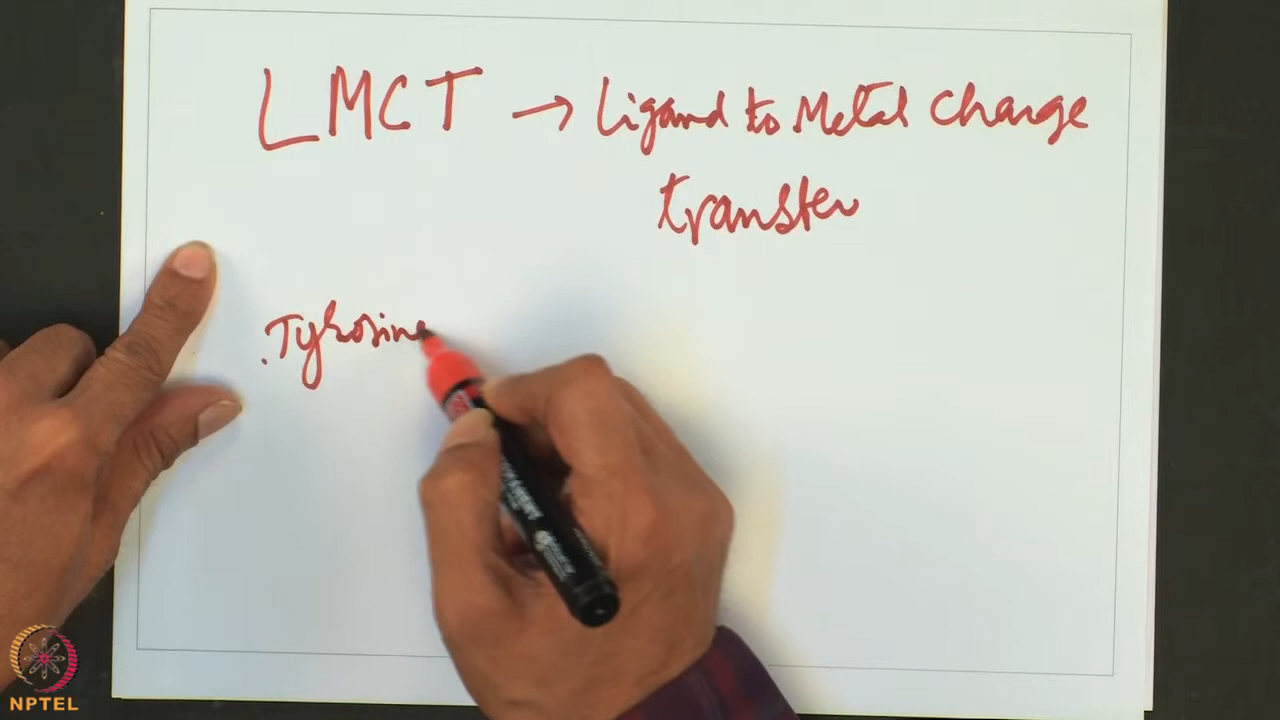 LMCT → Ligand to Metal Charge
transfer
.Tyrosine
NPTEL